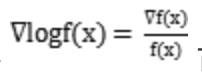 ∇logf(x) = ∇f(x)/f(x)